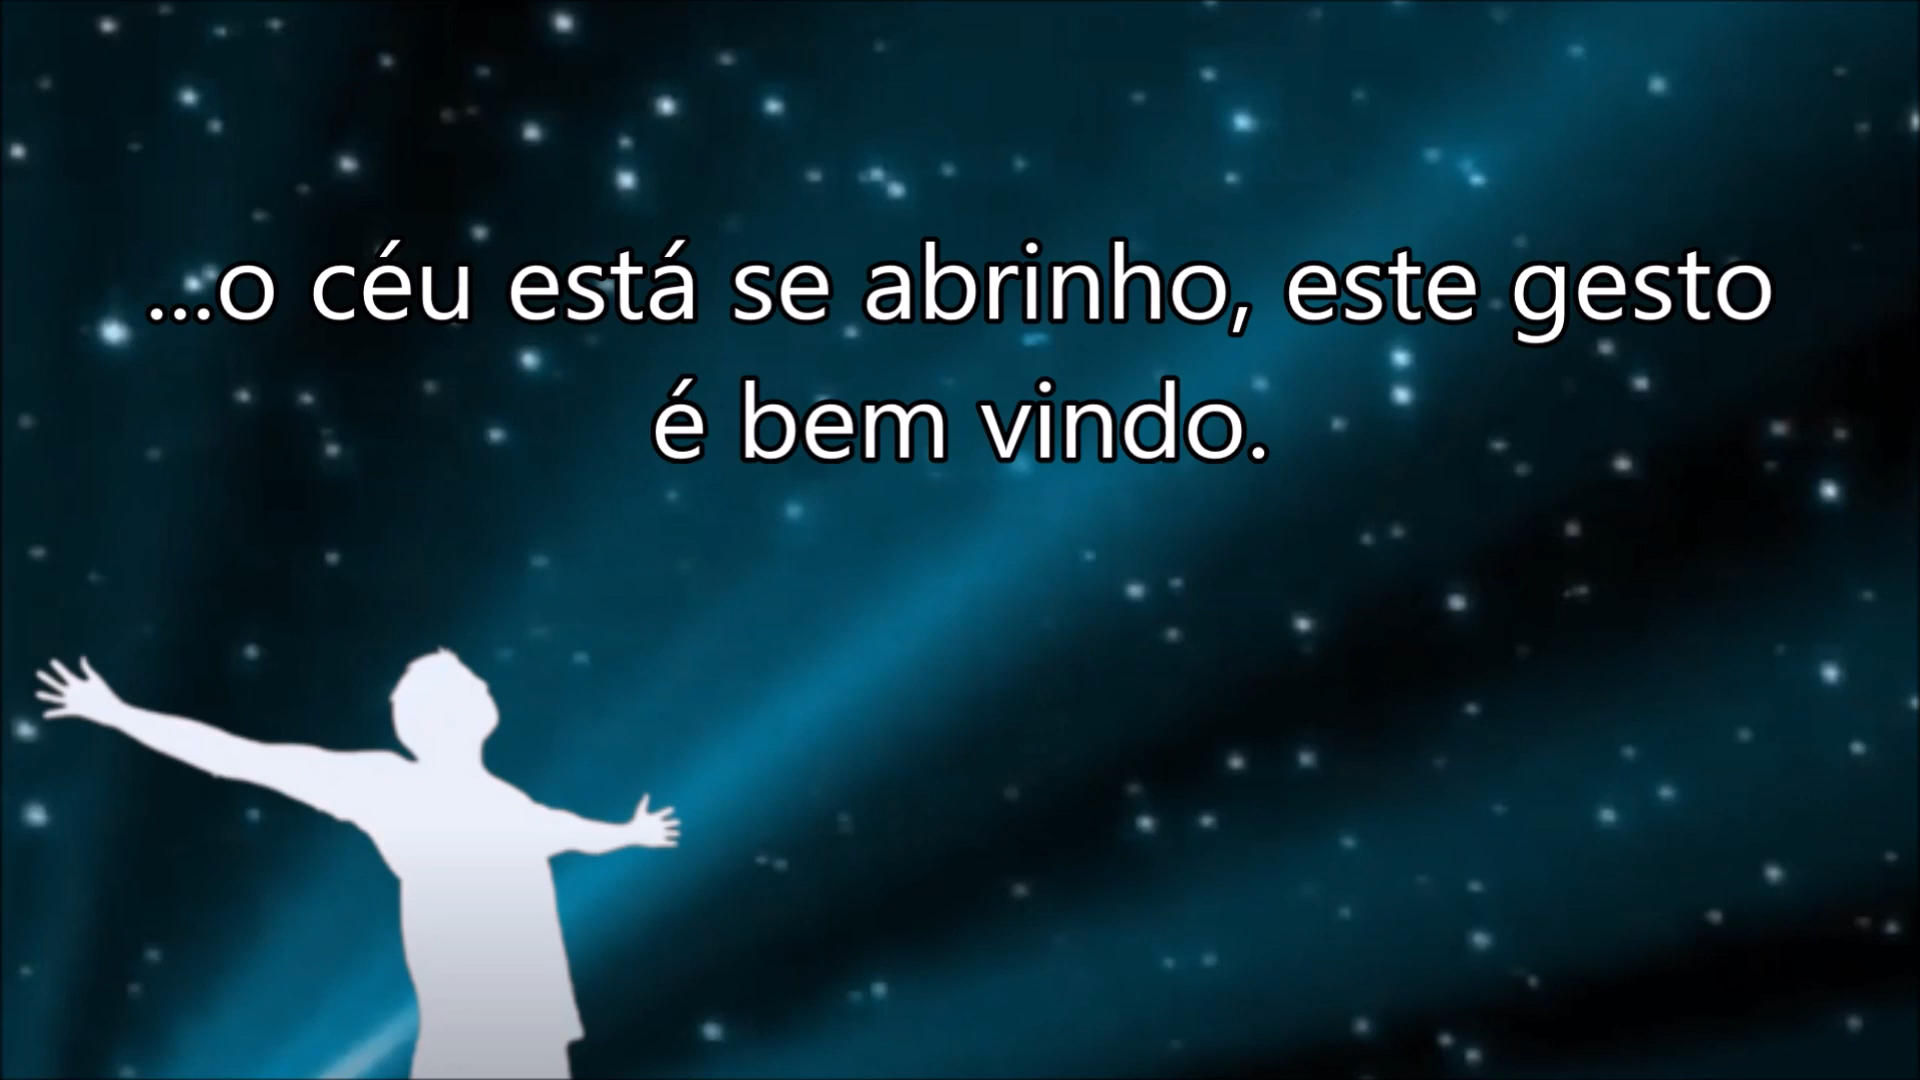 ...o céu está se abrinho, este gesto
é bem vindo.